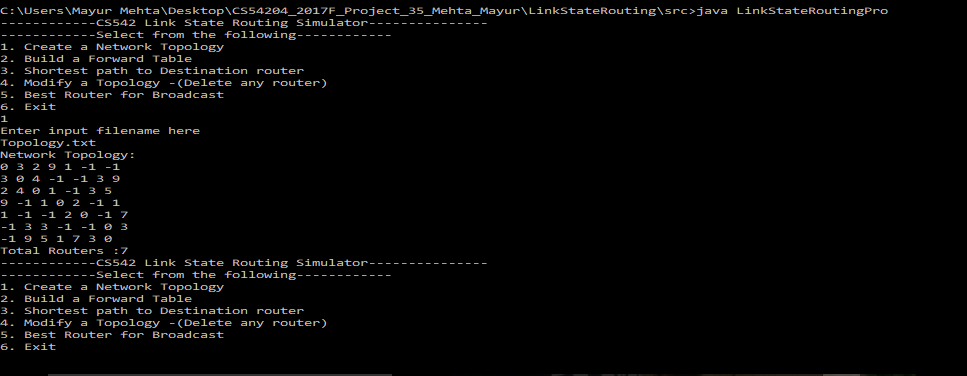 C:\Users\Mayur Mehta\Desktop\CS54204_2017F_Project_35_Mehta_Mayur\LinkStateRouting\src>java LinkStateRoutingPro
------------CS542 Link State Routing Simulator---------------
------------Select from the following------------
1. Create a Network Topology
2. Build a Forward Table
3. Shortest path to Destination router
4. Modify a Topology -(Delete any router)
5. Best Router for Broadcast
6. Exit
1
Enter input filename here
Topology.txt
Network Topology:
0 3 2 9 1 -1 -1
3 0 4 -1 -1 3 9
2 4 0 1 -1 3 5
9 -1 1 0 2 -1 1
1 -1 -1 2 0 -1 7
-1 3 3 -1 -1 0 3
-1 9 5 1 7 3 0
Total Routers :7
------------CS542 Link State Routing Simulator---------------
------------Select from the following------------
1. Create a Network Topology
2. Build a Forward Table
3. Shortest path to Destination router
4. Modify a Topology -(Delete any router)
5. Best Router for Broadcast
6. Exit